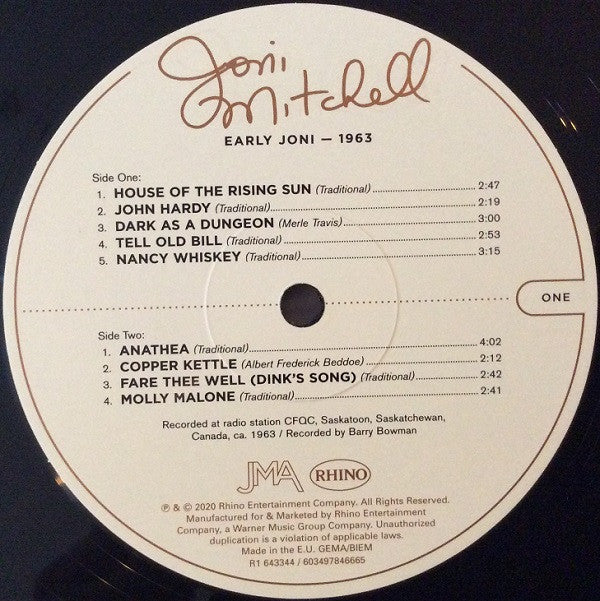 Joni
Mitchell
EARLY JONI — 1963
Side One:
1. HOUSE OF THE RISING SUN (Traditional)........ 2:47
2. JOHN HARDY (Traditional)........ 2:19
3. DARK AS A DUNGEON (Merle Travis)........ 3:00
4. TELL OLD BILL (Traditional)........ 2:53
5. NANCY WHISKEY (Traditional)........ 3:15
ONE
Side Two:
1. ANATHEA (Traditional)........ 4:02
2. COPPER KETTLE (Albert Frederick Beddoe)........ 2:12
3. FARE THEE WELL (DINK'S SONG) (Traditional)........ 2:42
4. MOLLY MALONE (Traditional)........ 2:41
Recorded at radio station CFQC, Saskatoon, Saskatchewan,
Canada, ca. 1963 / Recorded by Barry Bowman
JMA RHINO
℗ & © 2020 Rhino Entertainment Company. All Rights Reserved.
Manufactured for & Marketed by Rhino Entertainment
Company, a Warner Music Group Company. Unauthorized
duplication is a violation of applicable laws.
Made in the E.U. GEMA/BIEM
R1 643344 / 603497846665